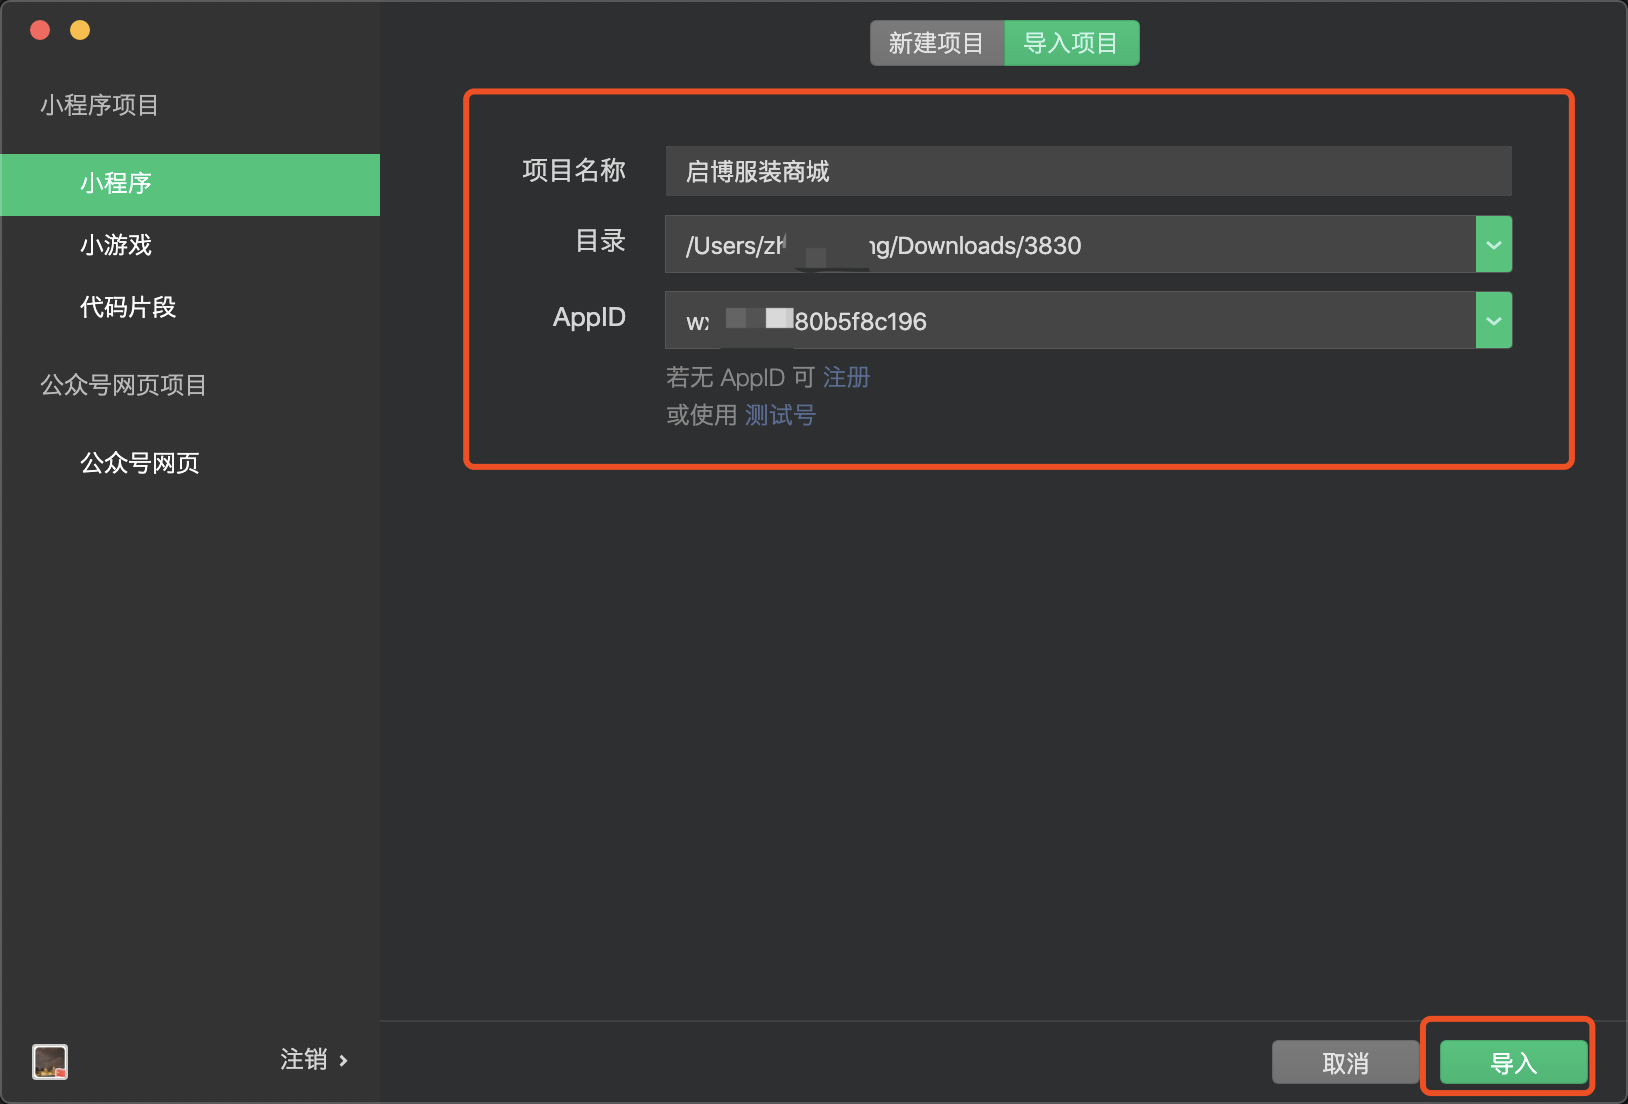 新建项目 导入项目
小程序项目
小程序
小游戏
代码片段
公众号网页项目
公众号网页
项目名称 启博服装商城
目录 /Users/zh ng/Downloads/3830
AppID wx 80b5f8c196
若无 AppID 可 注册
或使用 测试号
注销 ›
取消 导入